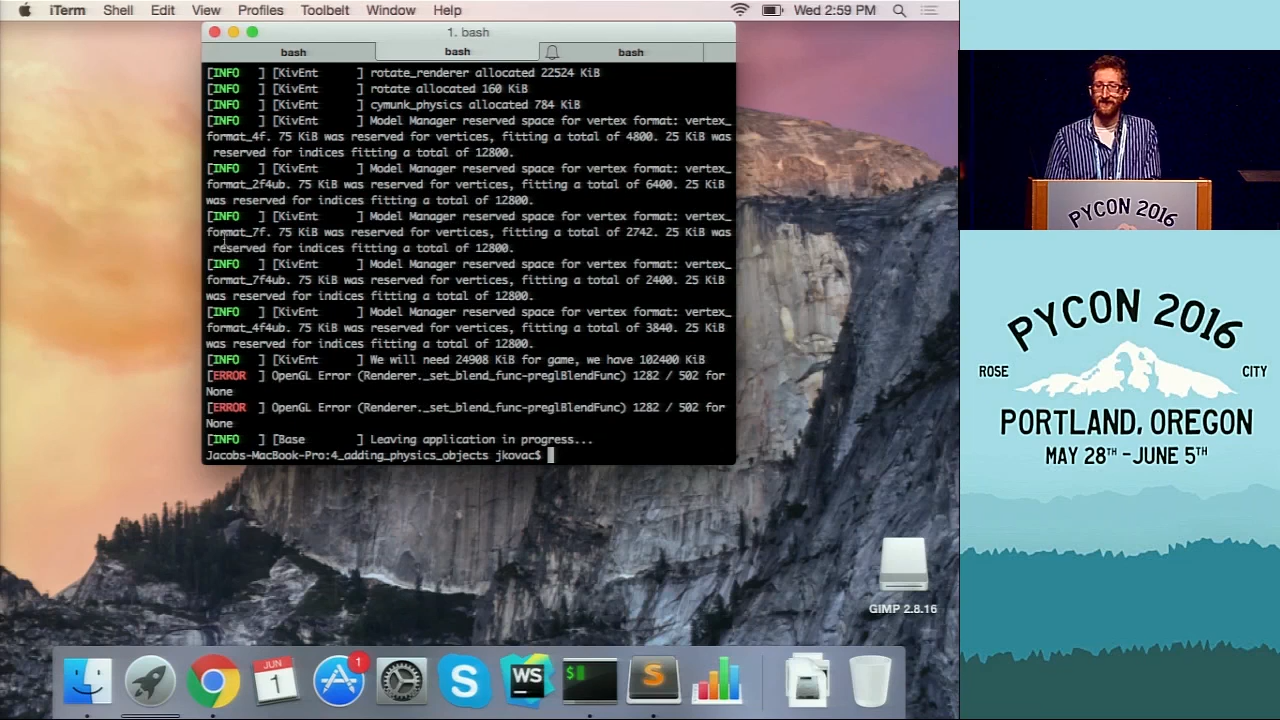 iTerm Shell Edit View Profiles Toolbelt Window Help Wed 2:59 PM
1. bash
bash bash bash
[INFO ] [KivEnt ] rotate_renderer allocated 22524 KiB
[INFO ] [KivEnt ] rotate allocated 160 KiB
[INFO ] [KivEnt ] cymunk_physics allocated 784 KiB
[INFO ] [KivEnt ] Model Manager reserved space for vertex format: vertex_
format_4f. 75 KiB was reserved for vertices, fitting a total of 4800. 25 KiB was
reserved for indices fitting a total of 12800.
[INFO ] [KivEnt ] Model Manager reserved space for vertex format: vertex_
format_2f4ub. 75 KiB was reserved for vertices, fitting a total of 6400. 25 KiB
was reserved for indices fitting a total of 12800.
[INFO ] [KivEnt ] Model Manager reserved space for vertex format: vertex_
format_7f. 75 KiB was reserved for vertices, fitting a total of 2742. 25 KiB was
reserved for indices fitting a total of 12800.
[INFO ] [KivEnt ] Model Manager reserved space for vertex format: vertex_
format_7f4ub. 75 KiB was reserved for vertices, fitting a total of 2400. 25 KiB
was reserved for indices fitting a total of 12800.
[INFO ] [KivEnt ] Model Manager reserved space for vertex format: vertex_
format_4f4ub. 75 KiB was reserved for vertices, fitting a total of 3840. 25 KiB
was reserved for indices fitting a total of 12800.
[INFO ] [KivEnt ] We will need 24908 KiB for game, we have 102400 KiB
[ERROR ] OpenGL Error (Renderer._set_blend_func-preglBlendFunc) 1282 / 502 for
None
[ERROR ] OpenGL Error (Renderer._set_blend_func-preglBlendFunc) 1282 / 502 for
None
[INFO ] [Base ] Leaving application in progress...
Jacobs-MacBook-Pro:4_adding_physics_objects jkovac$
GIMP 2.8.16
JUN
1
1
S
WS
$
S
PYCON 2016
PYCON 2016
ROSE CITY
PORTLAND, OREGON
MAY 28TH - JUNE 5TH